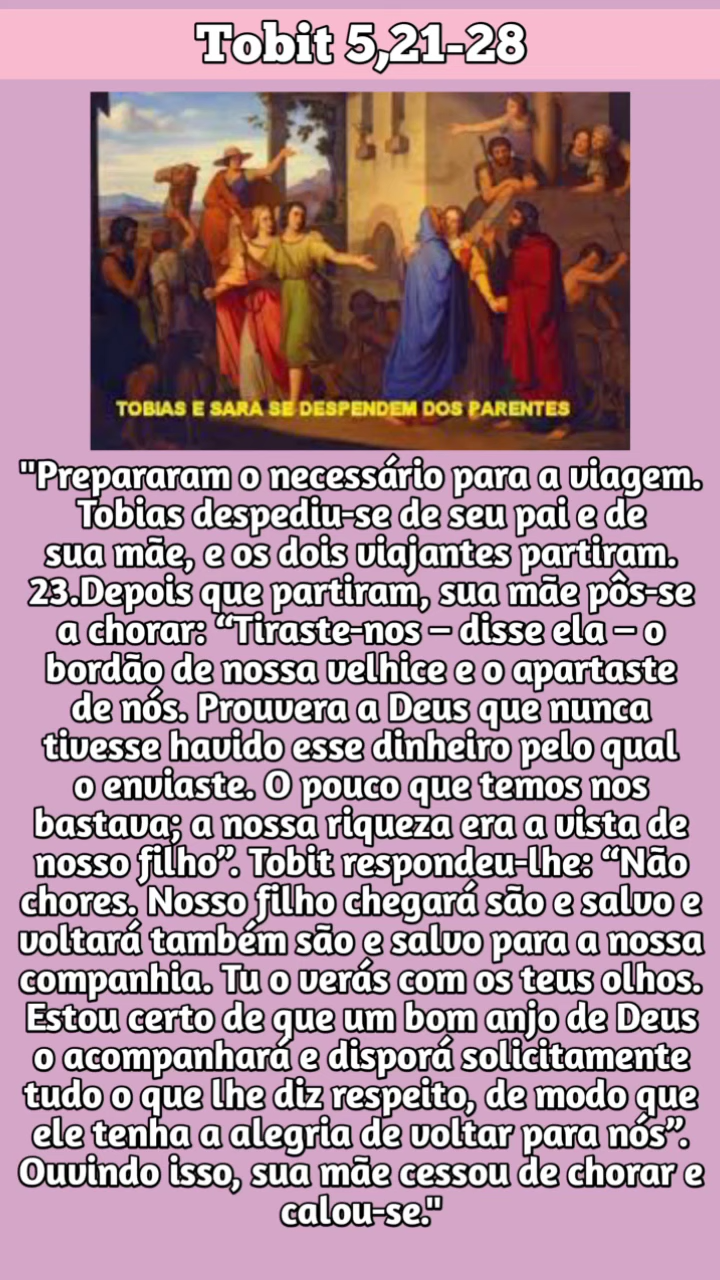 Tobit 5,21-28
TOBIAS E SARA SE DESPENDEM DOS PARENTES
"Prepararam o necessário para a viagem.
Tobias despediu-se de seu pai e de
sua mãe, e os dois viajantes partiram.
23.Depois que partiram, sua mãe pôs-se
a chorar: “Tiraste-nos – disse ela – o
bordão de nossa velhice e o apartaste
de nós. Prouvera a Deus que nunca
tivesse havido esse dinheiro pelo qual
o enviaste. O pouco que temos nos
bastava; a nossa riqueza era a vista de
nosso filho”. Tobit respondeu-lhe: “Não
chores. Nosso filho chegará são e salvo e
voltará também são e salvo para a nossa
companhia. Tu o verás com os teus olhos.
Estou certo de que um bom anjo de Deus
o acompanhará e disporá solicitamente
tudo o que lhe diz respeito, de modo que
ele tenha a alegria de voltar para nós”.
Ouvindo isso, sua mãe cessou de chorar e
calou-se."